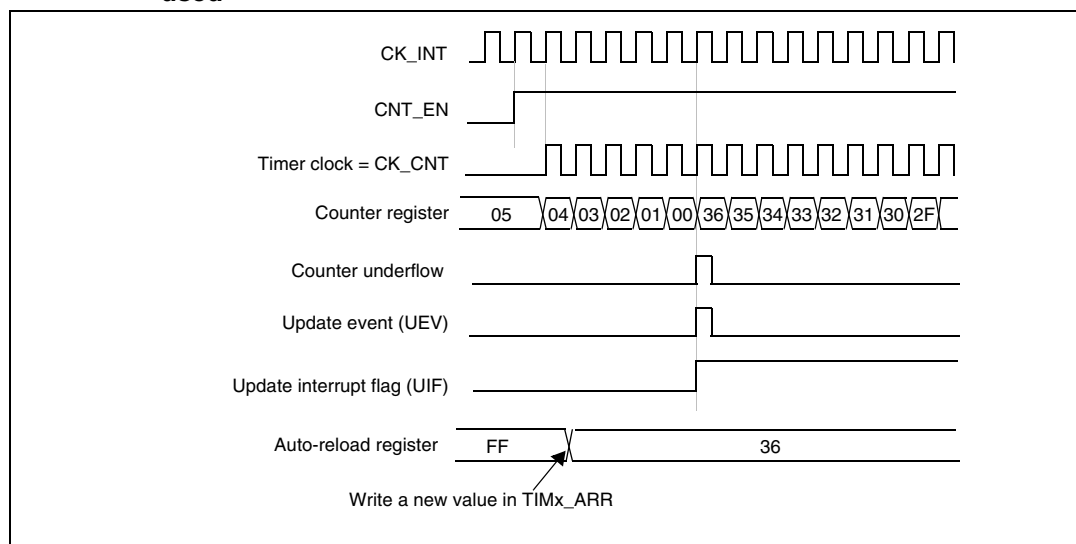 used
CK_INT
CNT_EN
Timer clock = CK_CNT
Counter register 05 04 03 02 01 00 36 35 34 33 32 31 30 2F
Counter underflow
Update event (UEV)
Update interrupt flag (UIF)
Auto-reload register FF 36
Write a new value in TIMx_ARR